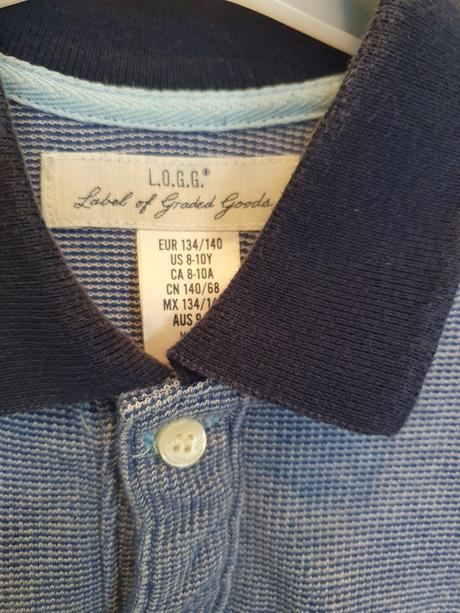 L.O.G.G.®
Label of Graded Goods
EUR 134/140
US 8-10Y
CA 8-10A
CN 140/68
MX 134/14
AUS